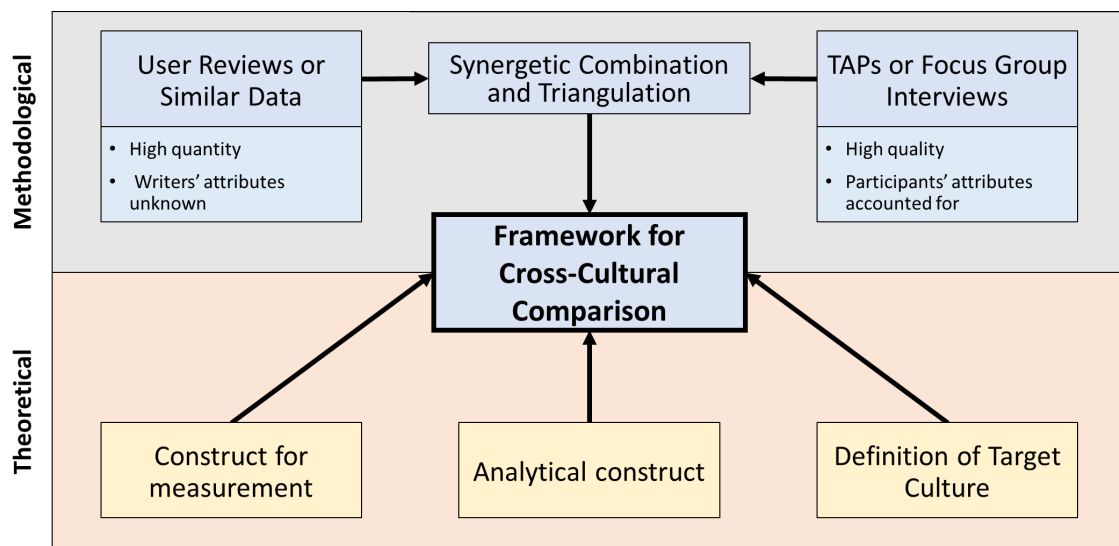 Methodological
User Reviews or
Similar Data
• High quantity
• Writers’ attributes
unknown
Synergetic Combination
and Triangulation
TAPs or Focus Group
Interviews
• High quality
• Participants’ attributes
accounted for
Framework for
Cross-Cultural
Comparison
Theoretical
Construct for
measurement
Analytical construct
Definition of Target
Culture